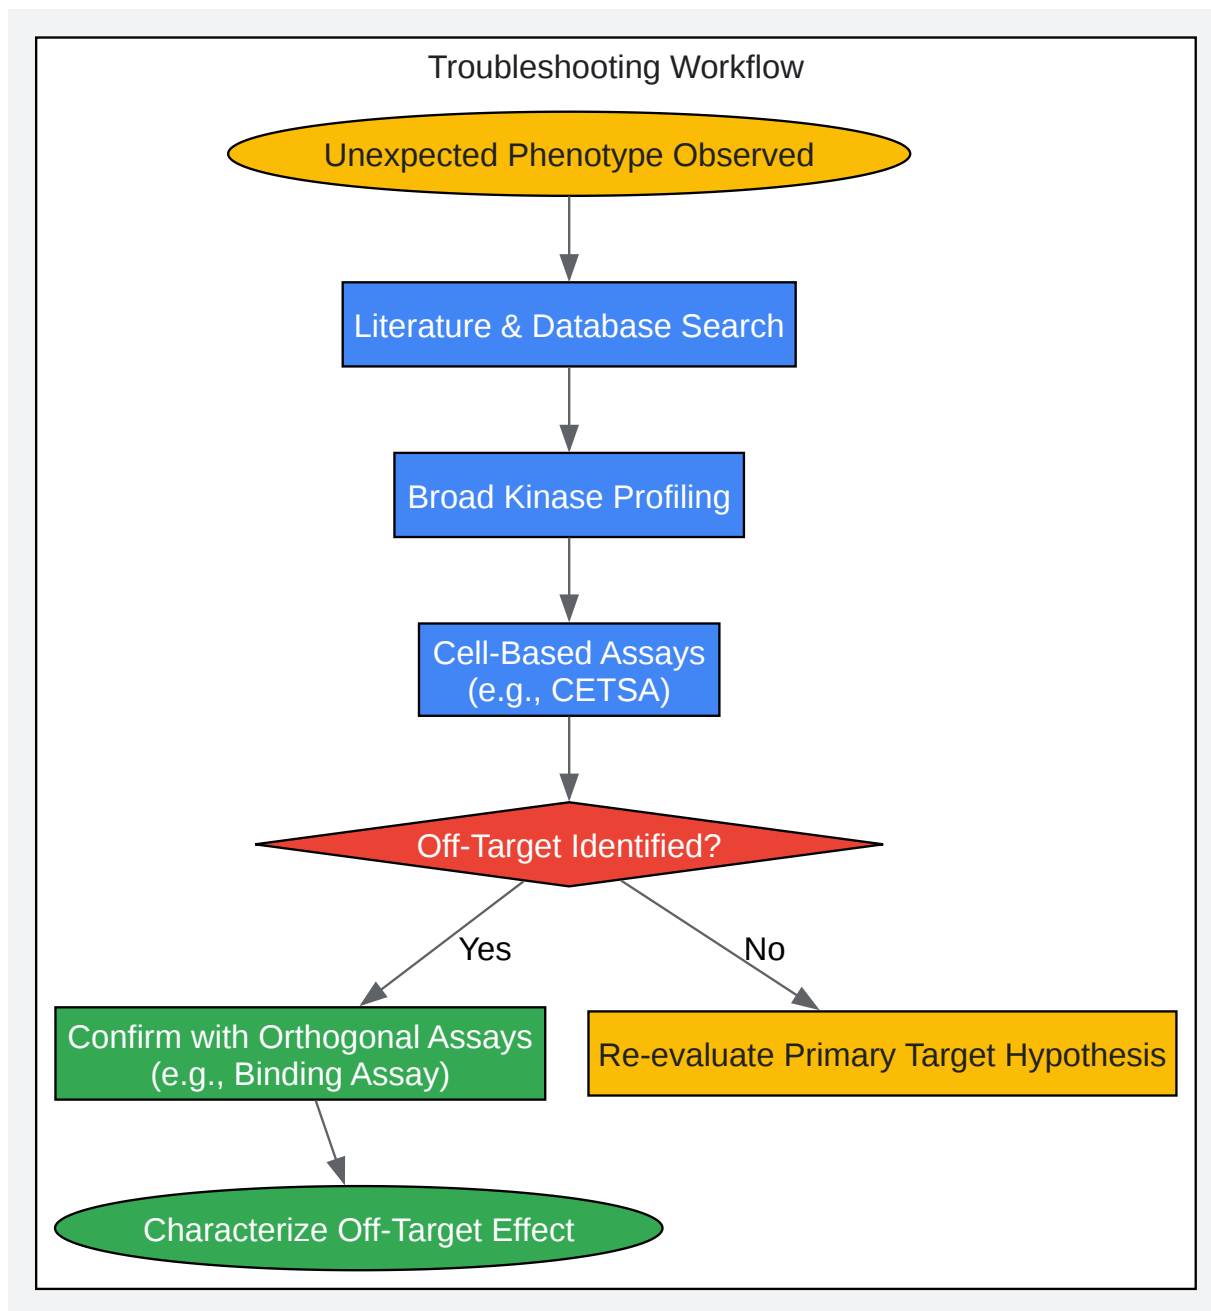 Troubleshooting Workflow
Unexpected Phenotype Observed
Literature & Database Search
Broad Kinase Profiling
Cell-Based Assays
(e.g., CETSA)
Off-Target Identified?
Yes
No
Confirm with Orthogonal Assays
(e.g., Binding Assay)
Re-evaluate Primary Target Hypothesis
Characterize Off-Target Effect